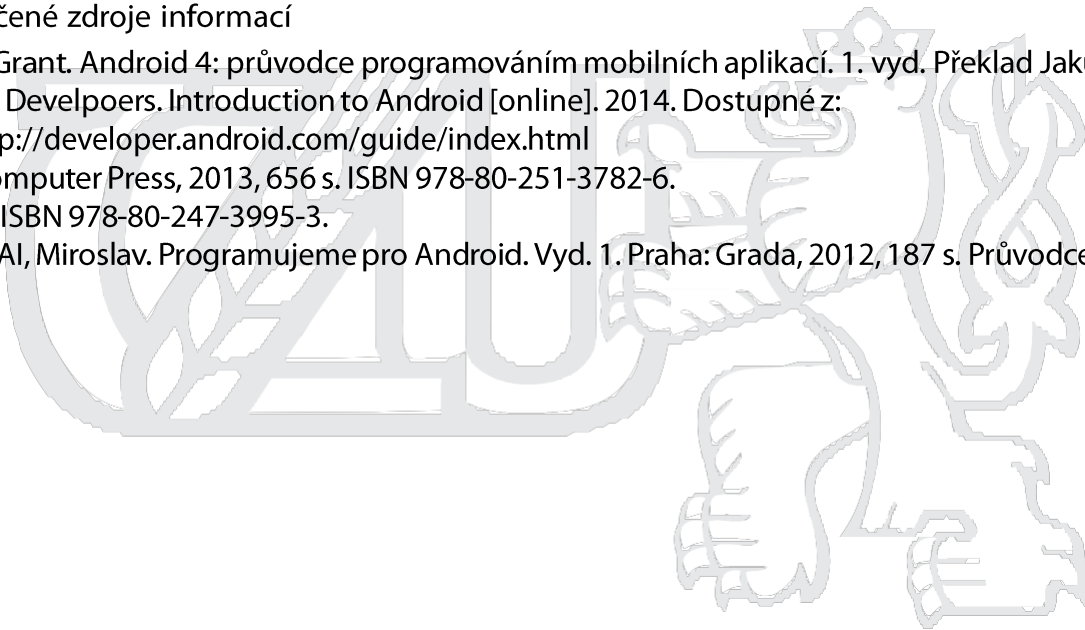 čené zdroje informací
Grant. Android 4: průvodce programováním mobilních aplikací. 1. vyd. Překlad Jaku
Develpoers. Introduction to Android [online]. 2014. Dostupné z:
p://developer.android.com/guide/index.html
omputer Press, 2013, 656 s. ISBN 978-80-251-3782-6.
ISBN 978-80-247-3995-3.
AI, Miroslav. Programujeme pro Android. Vyd. 1. Praha: Grada, 2012, 187 s. Průvodce